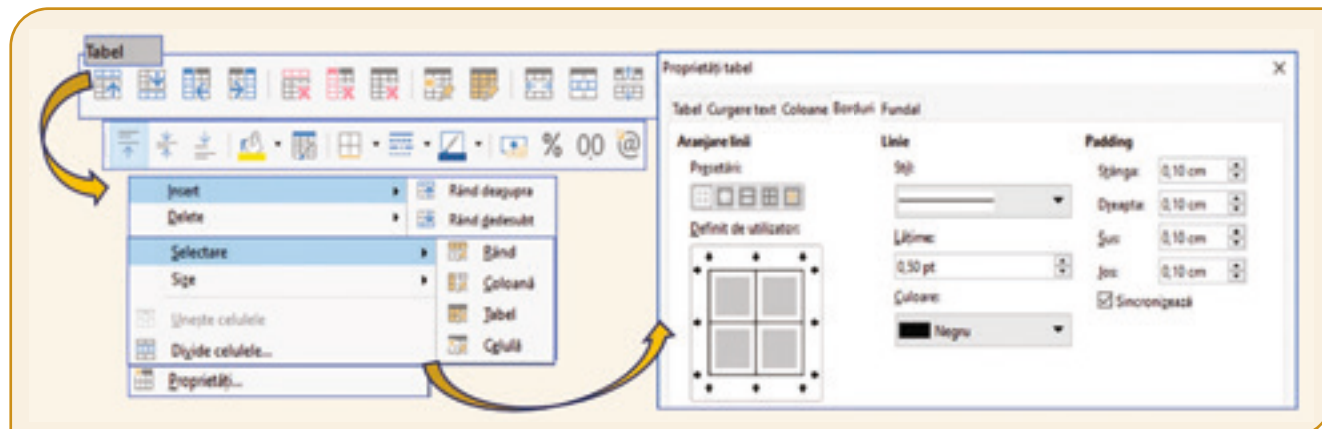 Tabel
% 0,0 @
Insert
Delete
Selectare
Size
Unește celulele
Divide celulele...
Proprietăți...
Rând deasupra
Rând dedesubt
Rând
Coloană
Tabel
Celulă
Proprietăți tabel
Tabel Curgere text Coloane Borduri Fundal
Aranjare linii
Presetări:
Definit de utilizator:
Linie
Stil:
Lățime:
0,50 pt
Culoare:
Negru
Padding
Stânga: 0,10 cm
Dreapta: 0,10 cm
Sus: 0,10 cm
Jos: 0,10 cm
Sincronizează